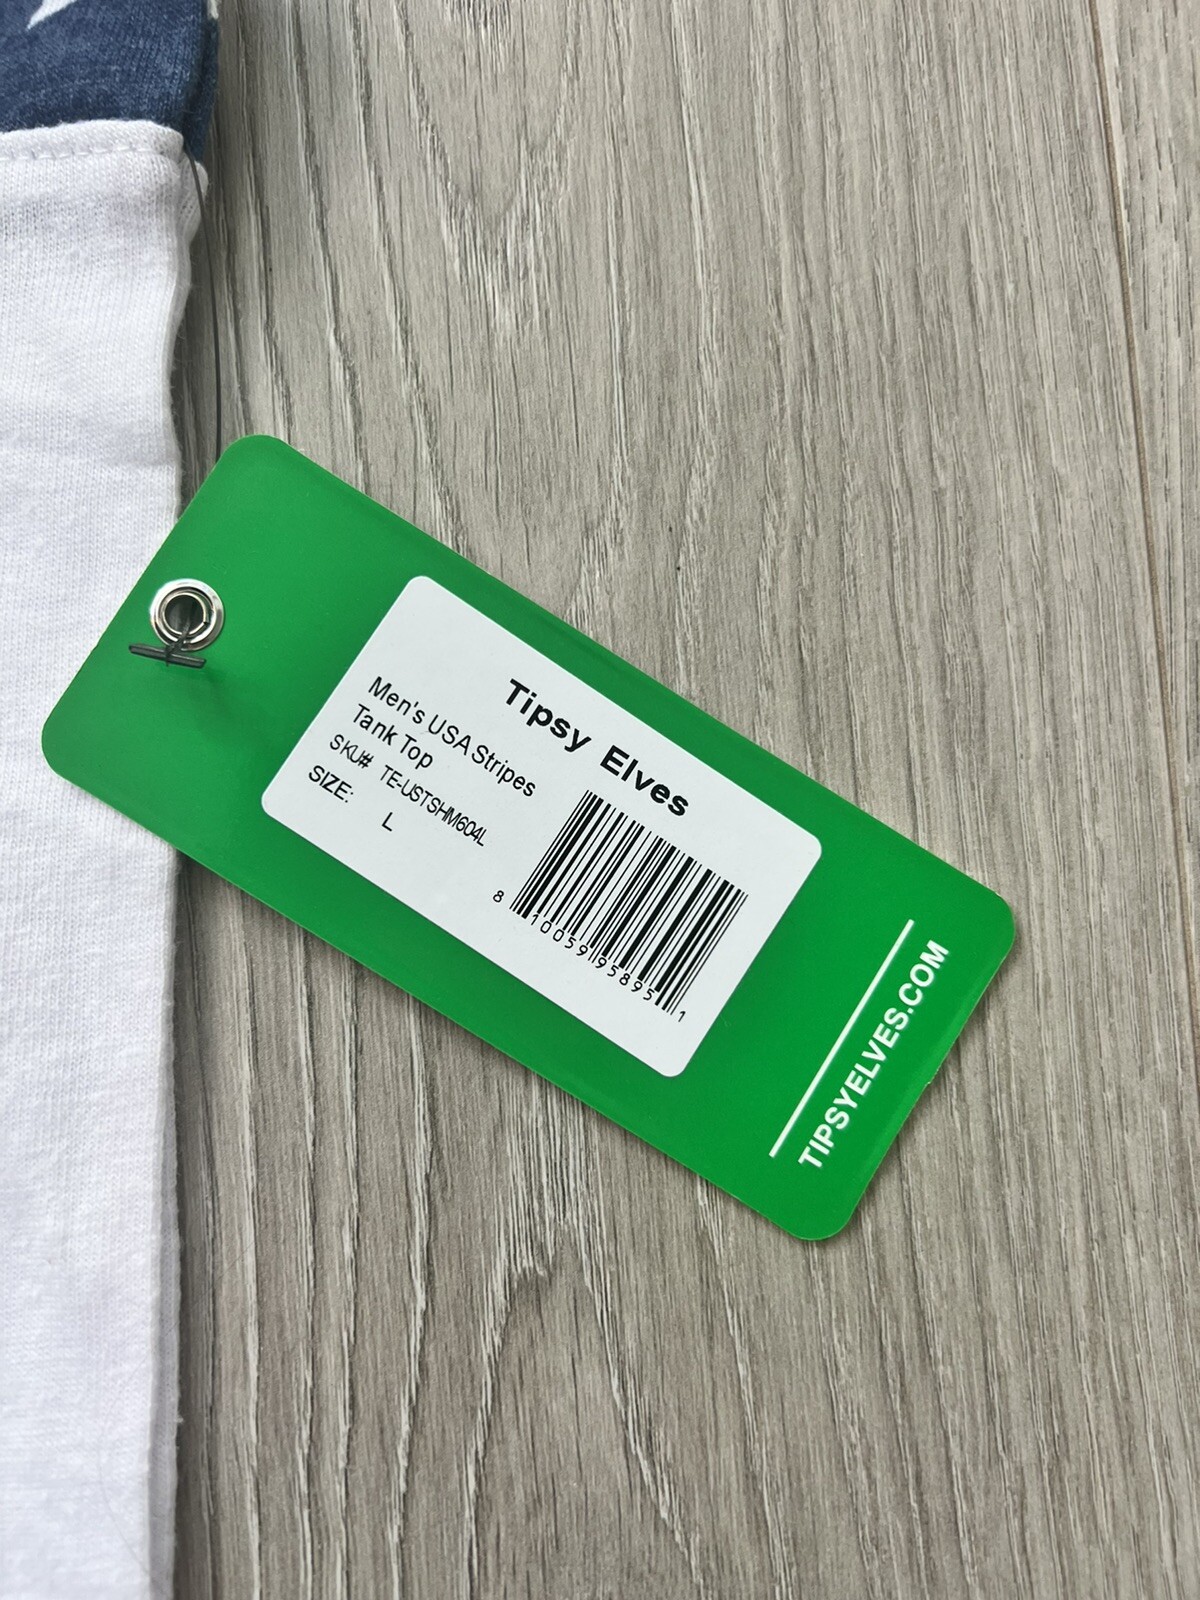 Tipsy Elves
Men's USA Stripes
Tank Top
SKU# TE-USTSHM604L
SIZE:
L
8 10059 95895 1
TIPSYELVES.COM